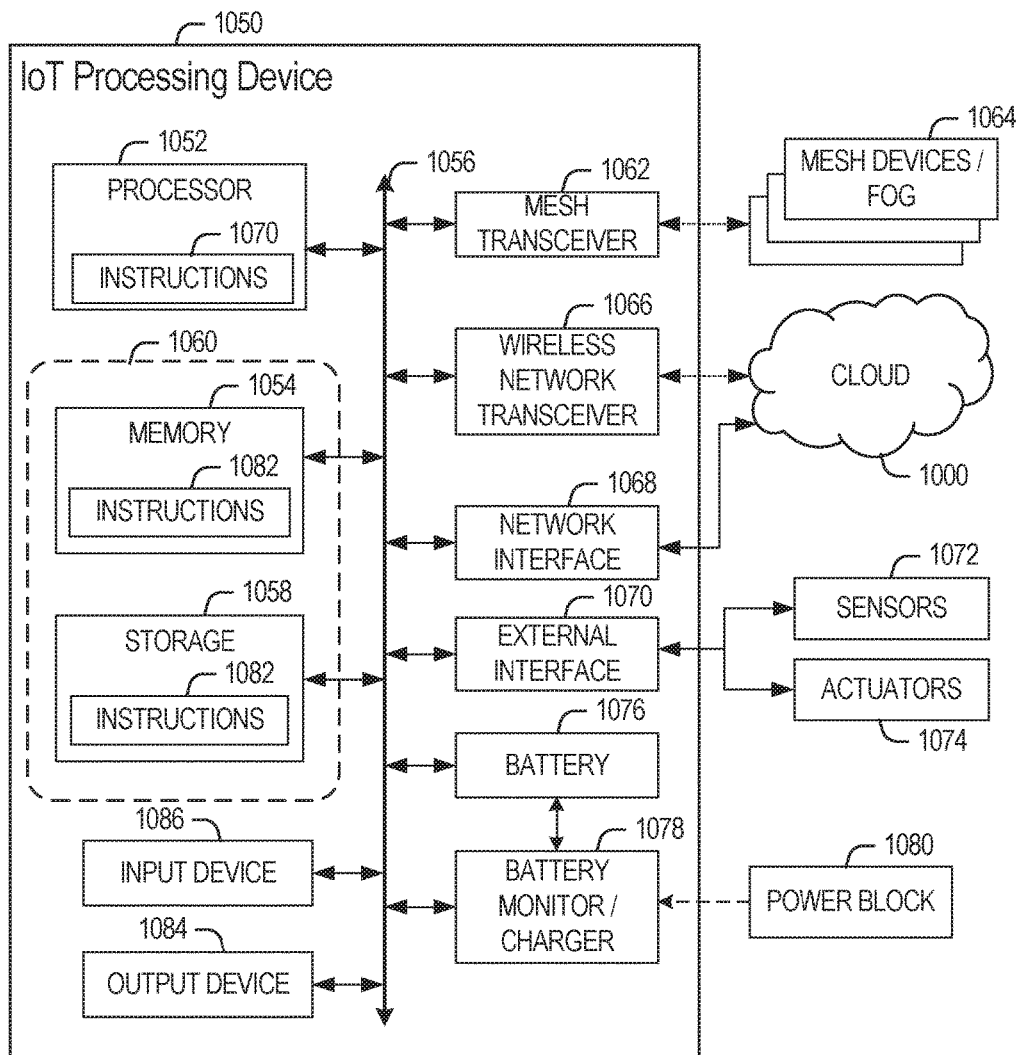 1050
IoT Processing Device
1052
PROCESSOR
1070
INSTRUCTIONS
1060
1054
MEMORY
1082
INSTRUCTIONS
1058
STORAGE
1082
INSTRUCTIONS
1086
INPUT DEVICE
1084
OUTPUT DEVICE
1056
1062
MESH
TRANSCEIVER
1066
WIRELESS
NETWORK
TRANSCEIVER
1068
NETWORK
INTERFACE
1070
EXTERNAL
INTERFACE
1076
BATTERY
1078
BATTERY
MONITOR /
CHARGER
1064
MESH DEVICES /
FOG
CLOUD
1000
1072
SENSORS
ACTUATORS
1074
1080
POWER BLOCK